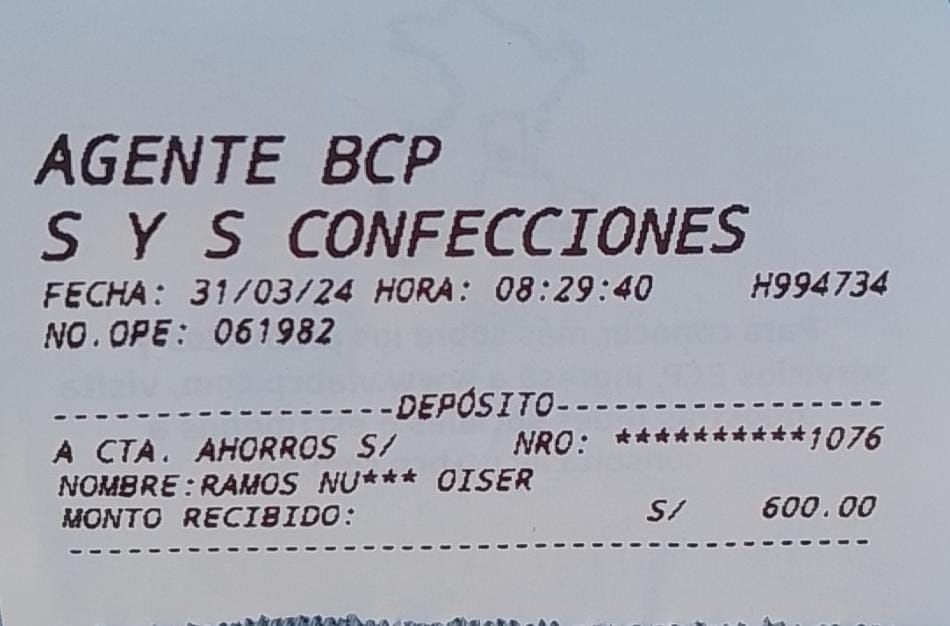 AGENTE BCP
S Y S CONFECCIONES
FECHA: 31/03/24 HORA: 08:29:40 H994734
NO.OPE: 061982
-----------------DEPÓSITO-----------------
A CTA. AHORROS S/ NRO: **********1076
NOMBRE:RAMOS NU*** OISER
MONTO RECIBIDO: S/ 600.00
------------------------------------------